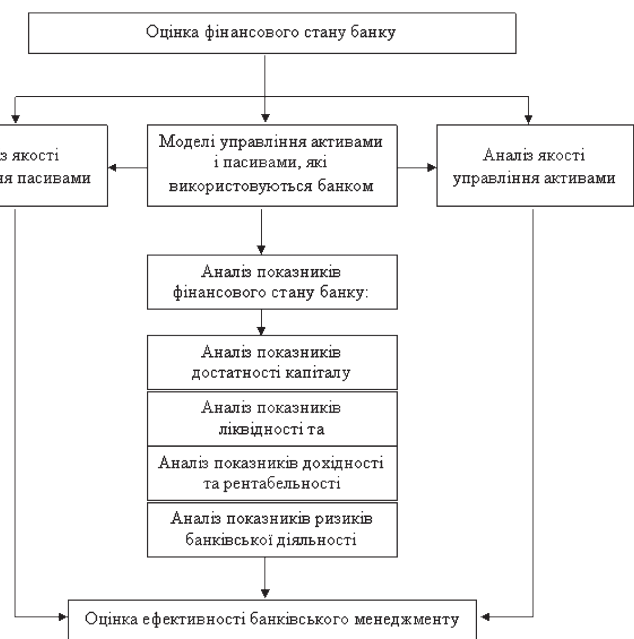 Оцінка фінансового стану банку
з якості
ня пасивами
Моделі управління активами
і пасивами, які
використовуються банком
Аналіз якості
управління активами
Аналіз показників
фінансового стану банку:
Аналіз показників
достатності капіталу
Аналіз показників
ліквідності та
Аналіз показників дохідності
та рентабельності
Аналіз показників ризиків
банківської діяльності
Оцінка ефективності банківського менеджменту